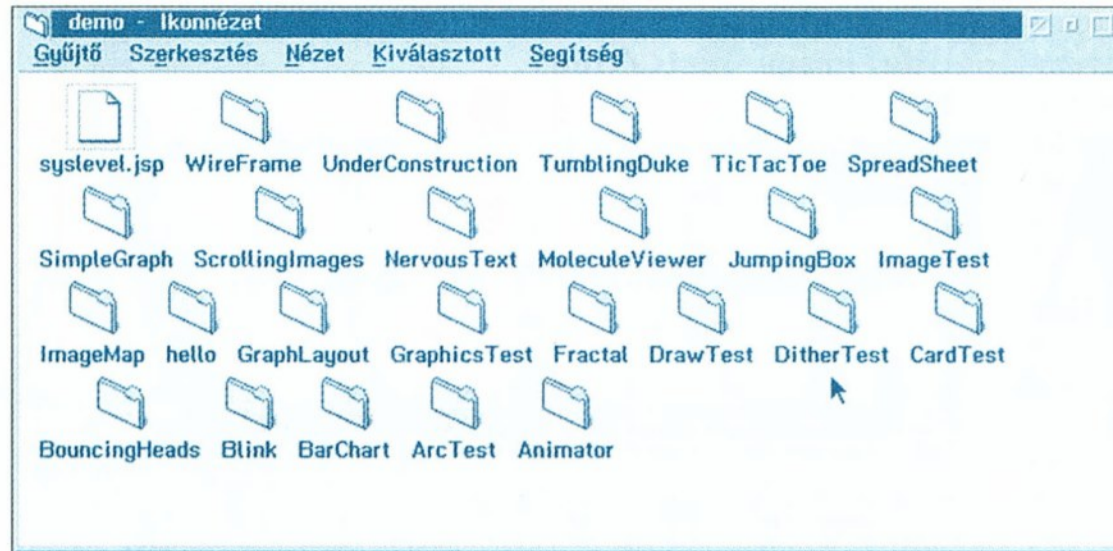 demo - Ikonnézet
Gyűjtő Szerkesztés Nézet Kiválasztott Segítség
syslevel.jsp WireFrame UnderConstruction TumblingDuke TicTacToe SpreadSheet
SimpleGraph ScrollingImages NervousText MoleculeViewer JumpingBox ImageTest
ImageMap hello GraphLayout GraphicsTest Fractal DrawTest DitherTest CardTest
BouncingHeads Blink BarChart ArcTest Animator